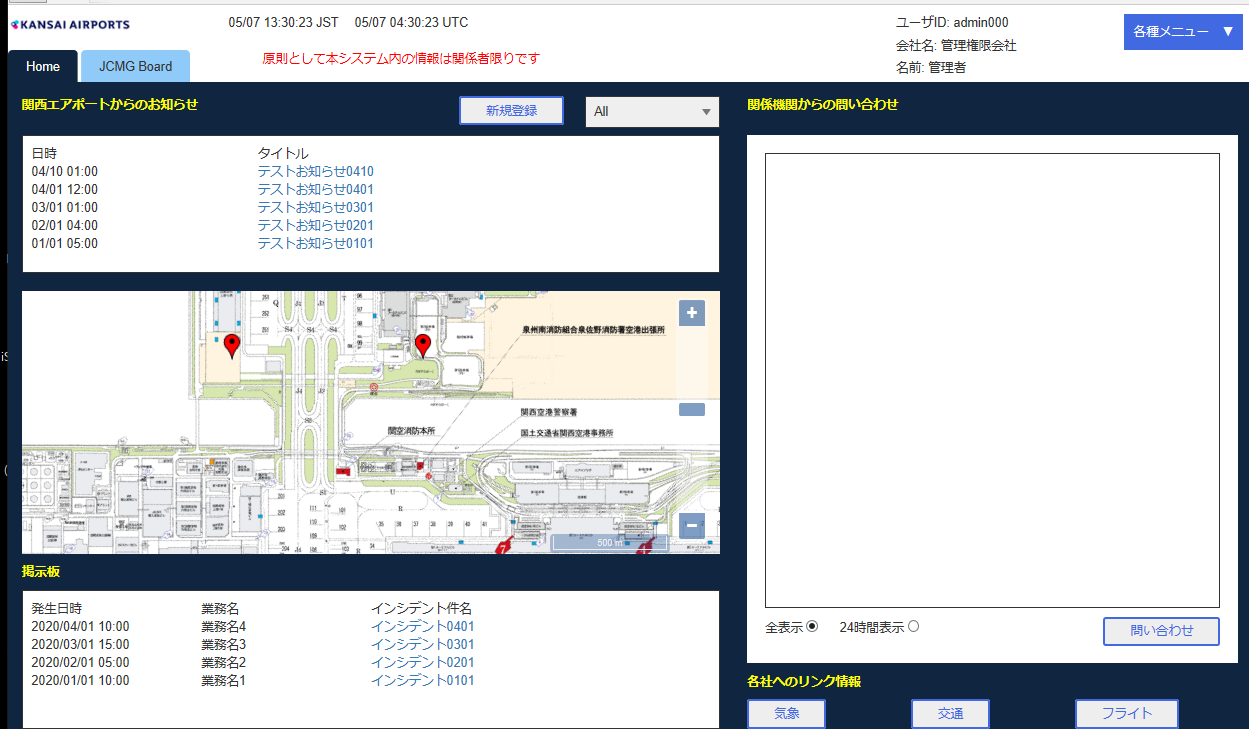 KANSAI AIRPORTS
05/07 13:30:23 JST 05/07 04:30:23 UTC
原則として本システム内の情報は関係者限りです
ユーザID: admin000
会社名: 管理権限会社
名前: 管理者
各種メニュー ▼
Home JCMG Board
関西エアポートからのお知らせ
新規登録
All
日時 タイトル
04/10 01:00 テストお知らせ0410
04/01 12:00 テストお知らせ0401
03/01 01:00 テストお知らせ0301
02/01 04:00 テストお知らせ0201
01/01 05:00 テストお知らせ0101
泉州南消防組合泉佐野消防署空港出張所
関西空港警察署
関空消防本所
国土交通省関西空港事務所
500 m
掲示板
発生日時 業務名 インシデント件名
2020/04/01 10:00 業務名4 インシデント0401
2020/03/01 15:00 業務名3 インシデント0301
2020/02/01 05:00 業務名2 インシデント0201
2020/01/01 10:00 業務名1 インシデント0101
関係機関からの問い合わせ
全表示 24時間表示
問い合わせ
各社へのリンク情報
気象 交通 フライト